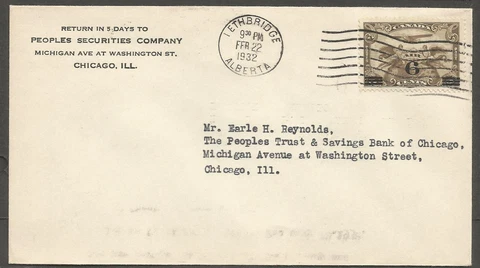 RETURN IN 5 DAYS TO
PEOPLES SECURITIES COMPANY
MICHIGAN AVE AT WASHINGTON ST.
CHICAGO, ILL.
LETHBRIDGE
9 PM
FEB 22
1932
ALBERTA
CANADA
6
CENTS
Mr. Earle H. Reynolds,
The Peoples Trust & Savings Bank of Chicago,
Michigan Avenue at Washington Street,
Chicago, Ill.